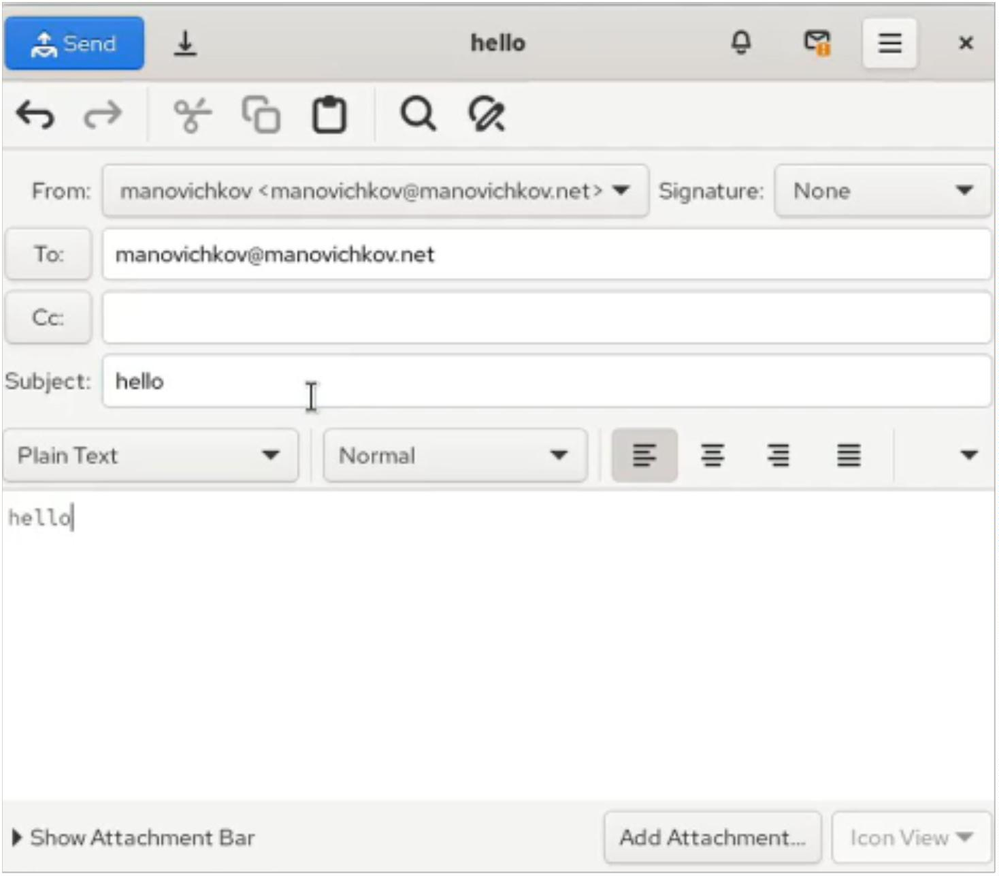 Send hello
From: manovichkov <manovichkov@manovichkov.net> Signature: None
To: manovichkov@manovichkov.net
Cc:
Subject: hello
Plain Text Normal
hello
Show Attachment Bar Add Attachment... Icon View